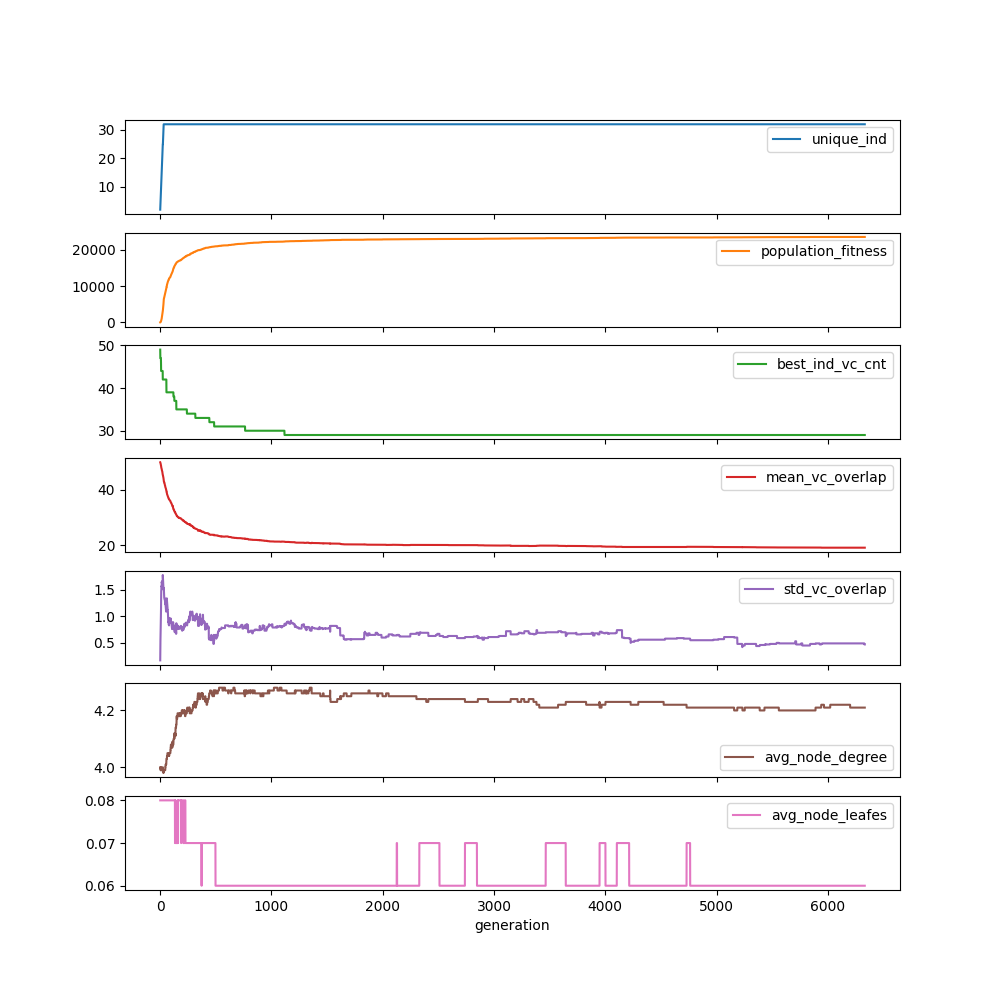 30
20
10
unique_ind
20000
10000
0
population_fitness
50
40
30
best_ind_vc_cnt
40
20
mean_vc_overlap
1.5
1.0
0.5
std_vc_overlap
4.2
4.0
avg_node_degree
0.08
0.07
0.06
avg_node_leafes
0 1000 2000 3000 4000 5000 6000
generation